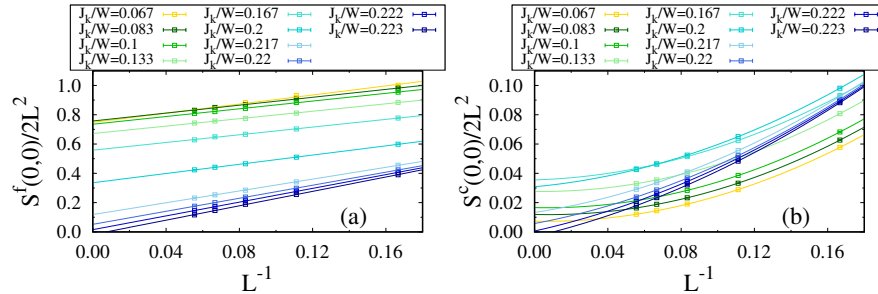 J_k/W=0.067 J_k/W=0.167 J_k/W=0.222
J_k/W=0.083 J_k/W=0.2 J_k/W=0.223
J_k/W=0.1 J_k/W=0.217
J_k/W=0.133 J_k/W=0.22
1.0
0.8
0.6
0.4
0.2
0.0
S^f(0,0)/2L^2
(a)
0.00 0.04 0.08 0.12 0.16
L^-1
J_k/W=0.067 J_k/W=0.167 J_k/W=0.222
J_k/W=0.083 J_k/W=0.2 J_k/W=0.223
J_k/W=0.1 J_k/W=0.217
J_k/W=0.133 J_k/W=0.22
0.10
0.08
0.06
0.04
0.02
0.00
S^c(0,0)/2L^2
(b)
0.00 0.04 0.08 0.12 0.16
L^-1